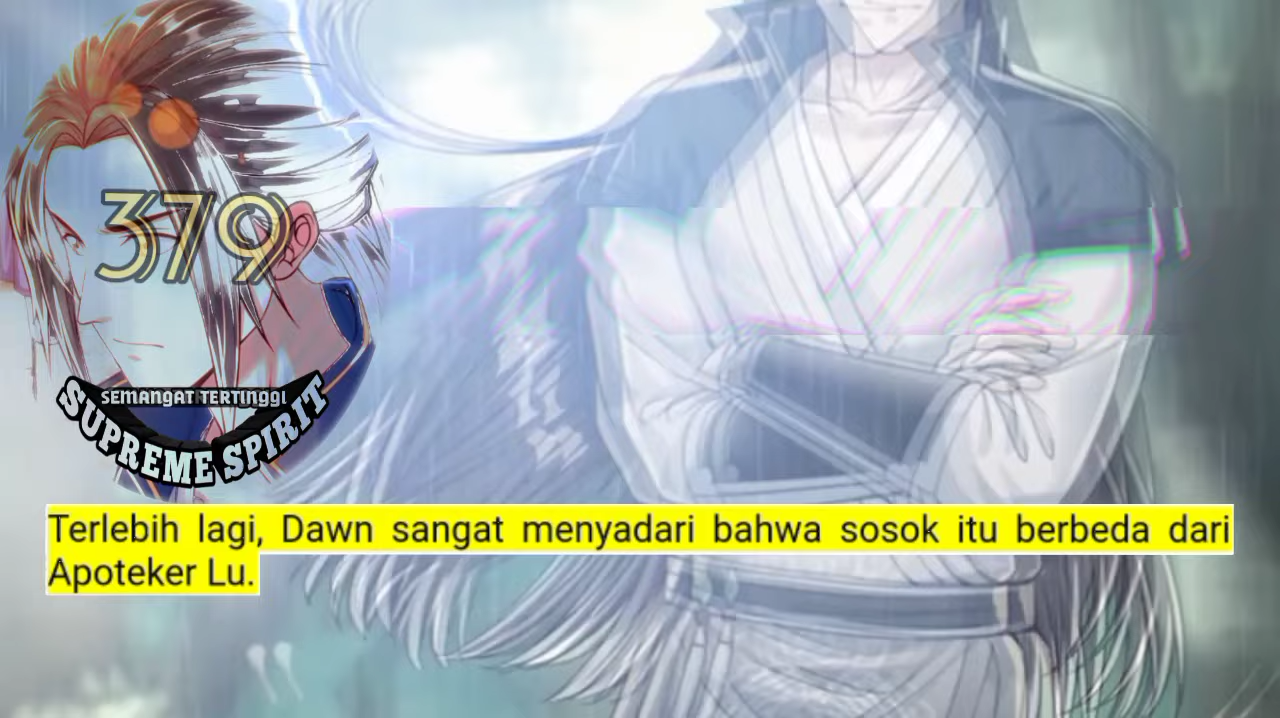 379
SEMANGAT TERTINGGI
SUPREME SPIRIT
Terlebih lagi, Dawn sangat menyadari bahwa sosok itu berbeda dari
Apoteker Lu.